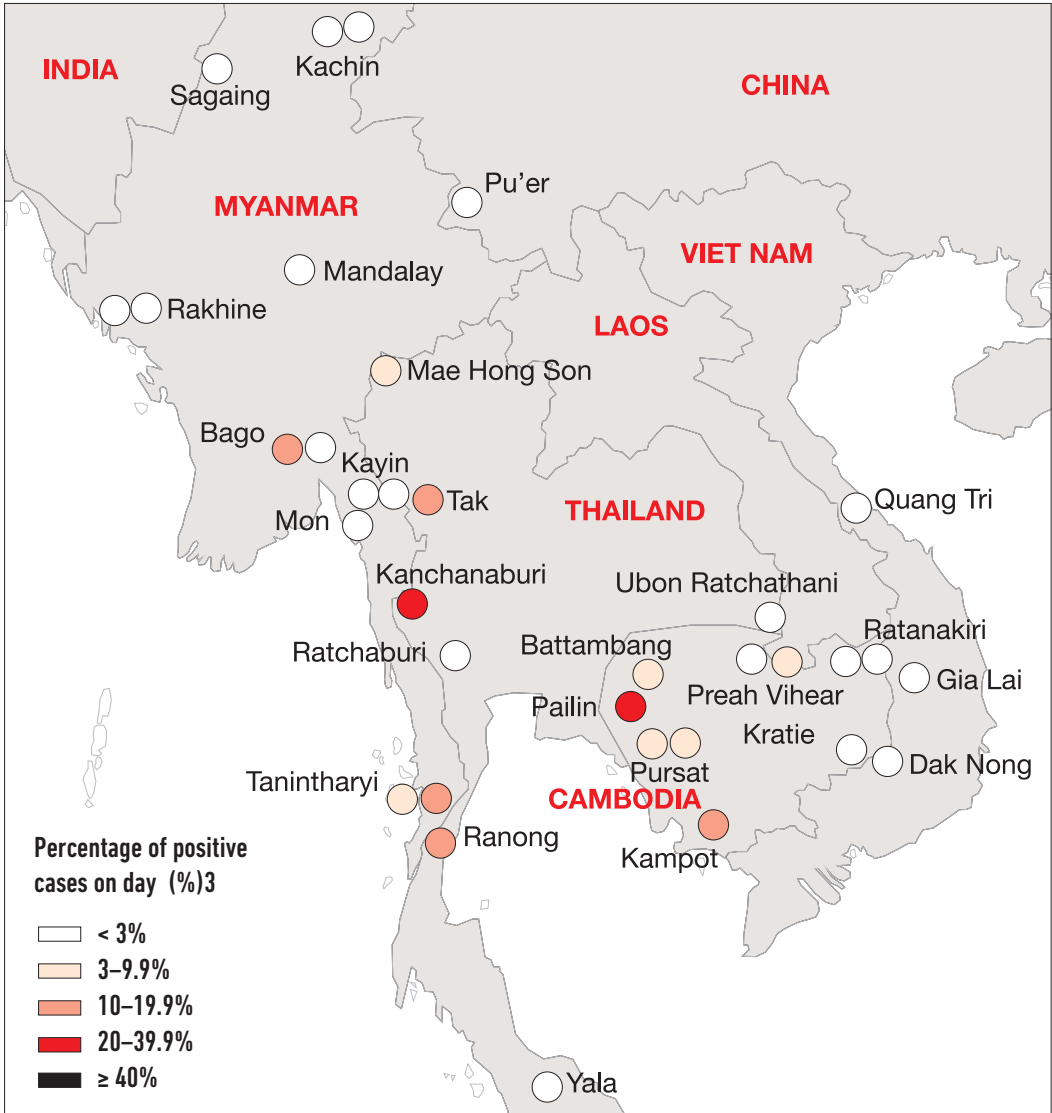 INDIA
Kachin
Sagaing
CHINA
Pu’er
MYANMAR
VIET NAM
Mandalay
Rakhine
LAOS
Mae Hong Son
Bago
Kayin
Tak
Mon
THAILAND
Quang Tri
Kanchanaburi
Ubon Ratchathani
Ratchaburi
Battambang
Ratanakiri
Gia Lai
Pailin
Preah Vihear
Kratie
Pursat
Dak Nong
Tanintharyi
CAMBODIA
Ranong
Kampot
Percentage of positive
cases on day (%)3
< 3%
3–9.9%
10–19.9%
20–39.9%
≥ 40%
Yala